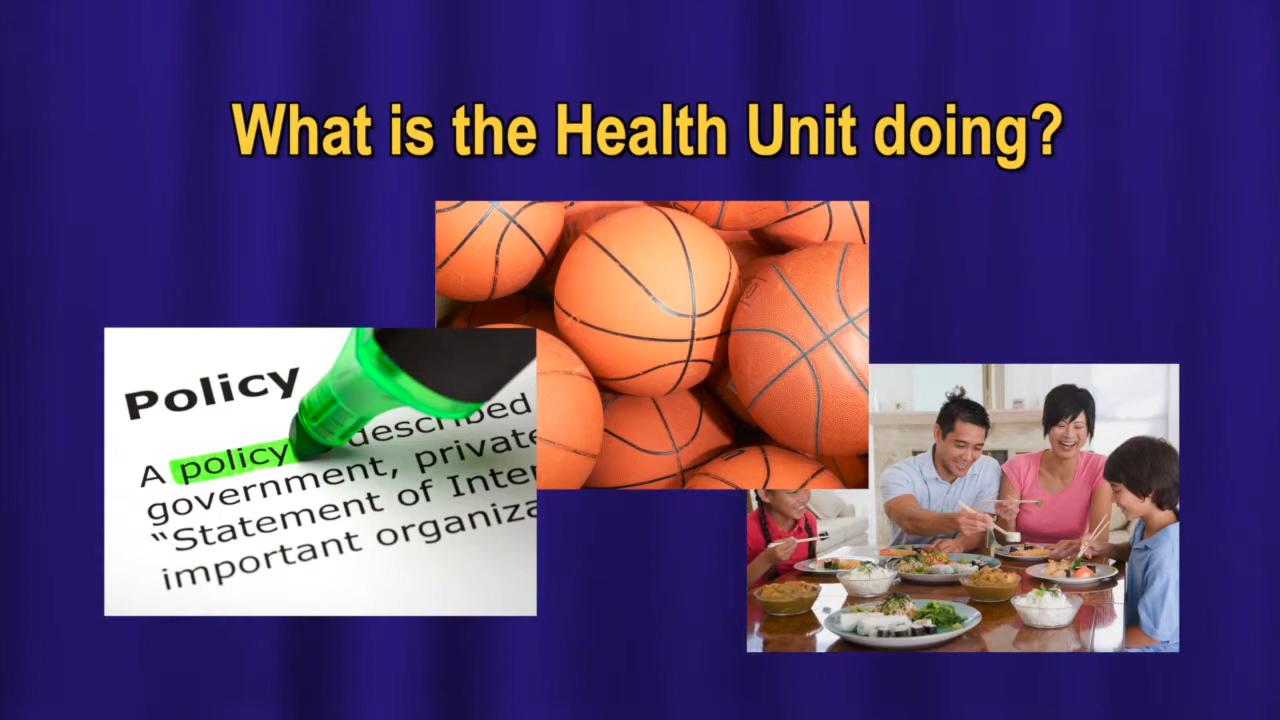 What is the Health Unit doing?
Policy
A policy described
government, private
“Statement of Inter
important organiza